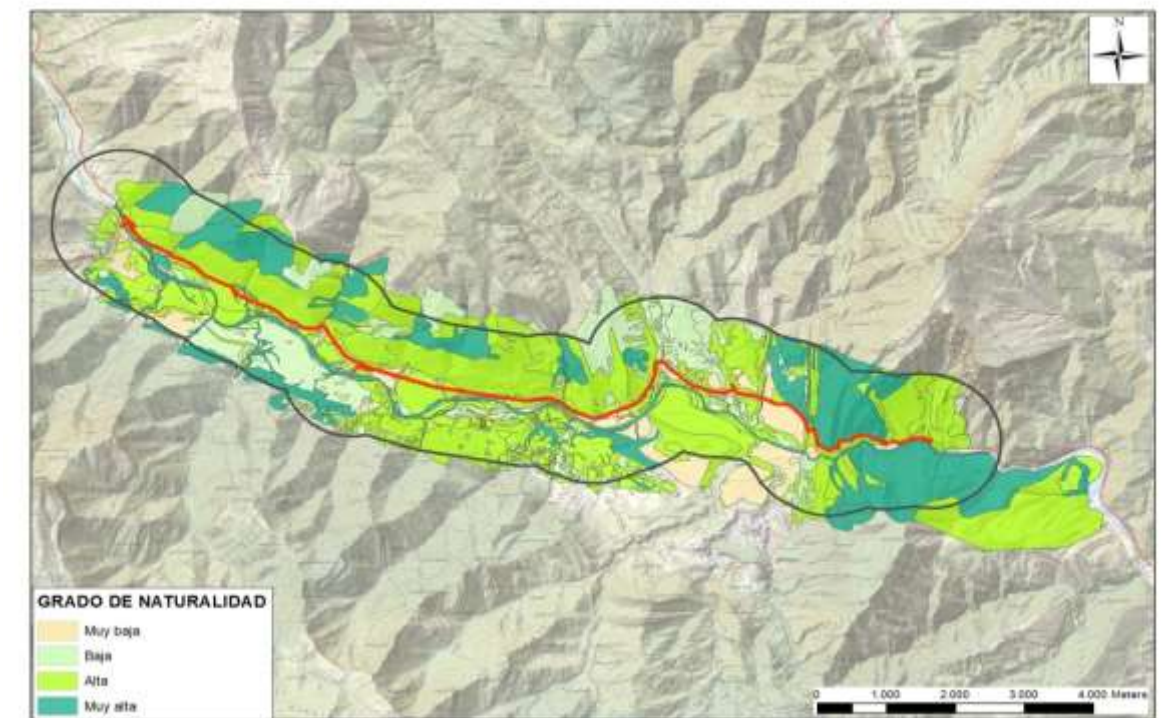 N
GRADO DE NATURALIDAD
Muy baja
Baja
Alta
Muy alta
0 1.000 2.000 3.000 4.000 Meters